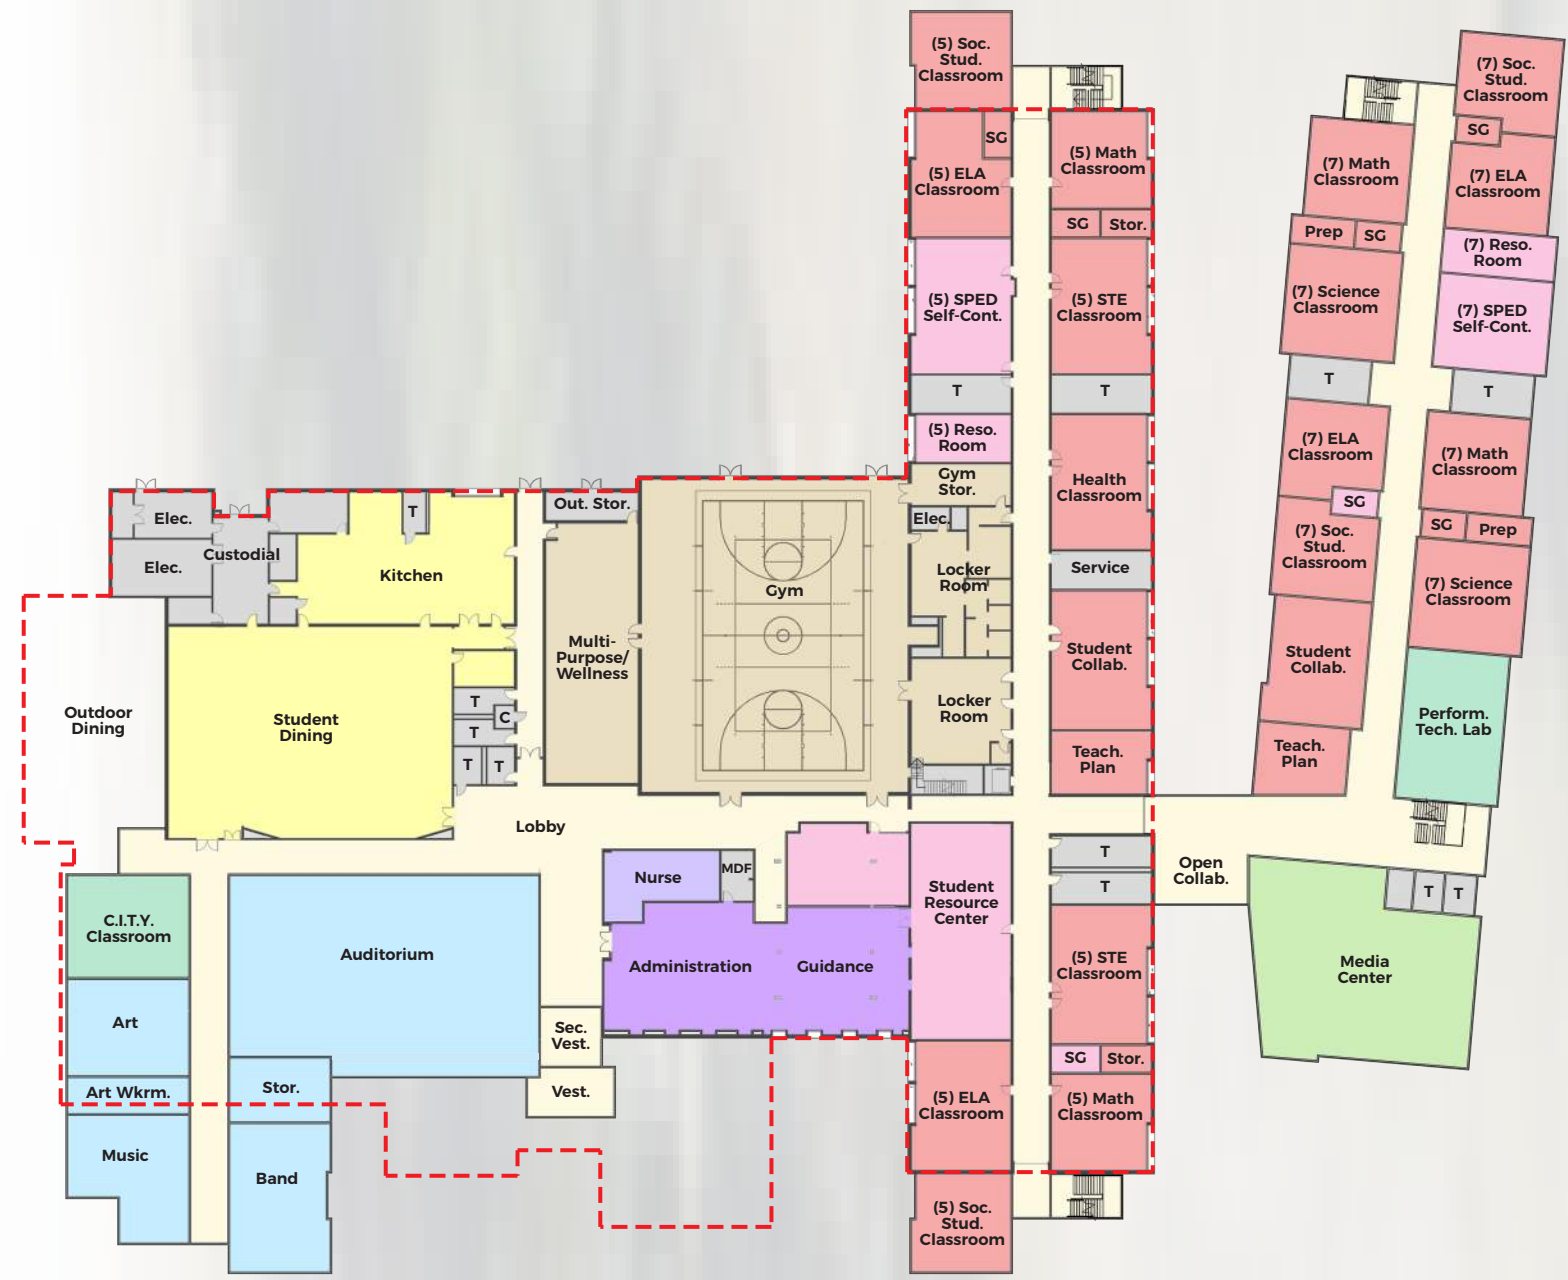 (5) Soc.
Stud.
Classroom
SG
(5) ELA
Classroom
(5) Math
Classroom
SG
Stor.
(5) SPED
Self-Cont.
(5) STE
Classroom
T
T
(5) Reso.
Room
Gym
Stor.
Health
Classroom
Elec.
Locker
Room
Service
Student
Collab.
Locker
Room
Teach.
Plan
(7) Soc.
Stud.
Classroom
SG
(7) Math
Classroom
(7) ELA
Classroom
Prep
SG
(7) Reso.
Room
(7) Science
Classroom
(7) SPED
Self-Cont.
T
T
(7) ELA
Classroom
(7) Math
Classroom
SG
(7) Soc.
Stud.
Classroom
SG
Prep
(7) Science
Classroom
Student
Collab.
Perform.
Tech. Lab
Teach.
Plan
Elec.
Custodial
Elec.
T
Kitchen
Out. Stor.
Multi-
Purpose/
Wellness
Gym
Outdoor
Dining
Student
Dining
T
C
T
T
T
Lobby
Nurse
MDF
Student
Resource
Center
T
T
Open
Collab.
T
T
Media
Center
C.I.T.Y.
Classroom
Auditorium
Administration
Guidance
(5) STE
Classroom
Art
Sec.
Vest.
SG
Stor.
Art Wkrm.
Stor.
Vest.
(5) ELA
Classroom
(5) Math
Classroom
Music
Band
(5) Soc.
Stud.
Classroom